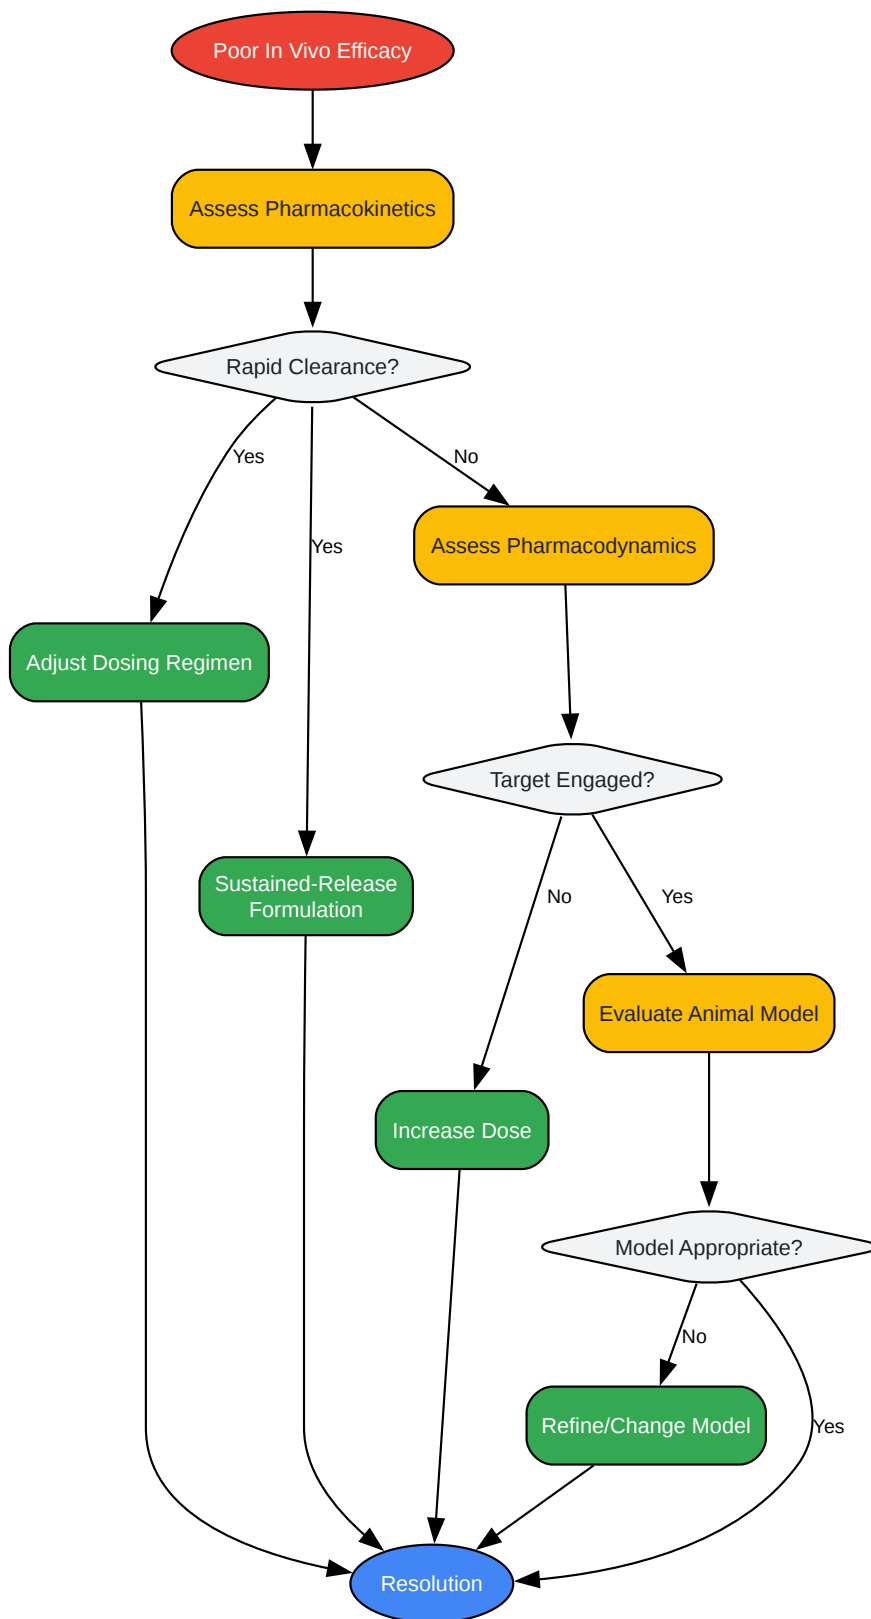 Poor In Vivo Efficacy
Assess Pharmacokinetics
Rapid Clearance?
Yes
No
Yes
Assess Pharmacodynamics
Adjust Dosing Regimen
Target Engaged?
Sustained-Release
Formulation
No
Yes
Evaluate Animal Model
Increase Dose
Model Appropriate?
No
Refine/Change Model
Yes
Resolution